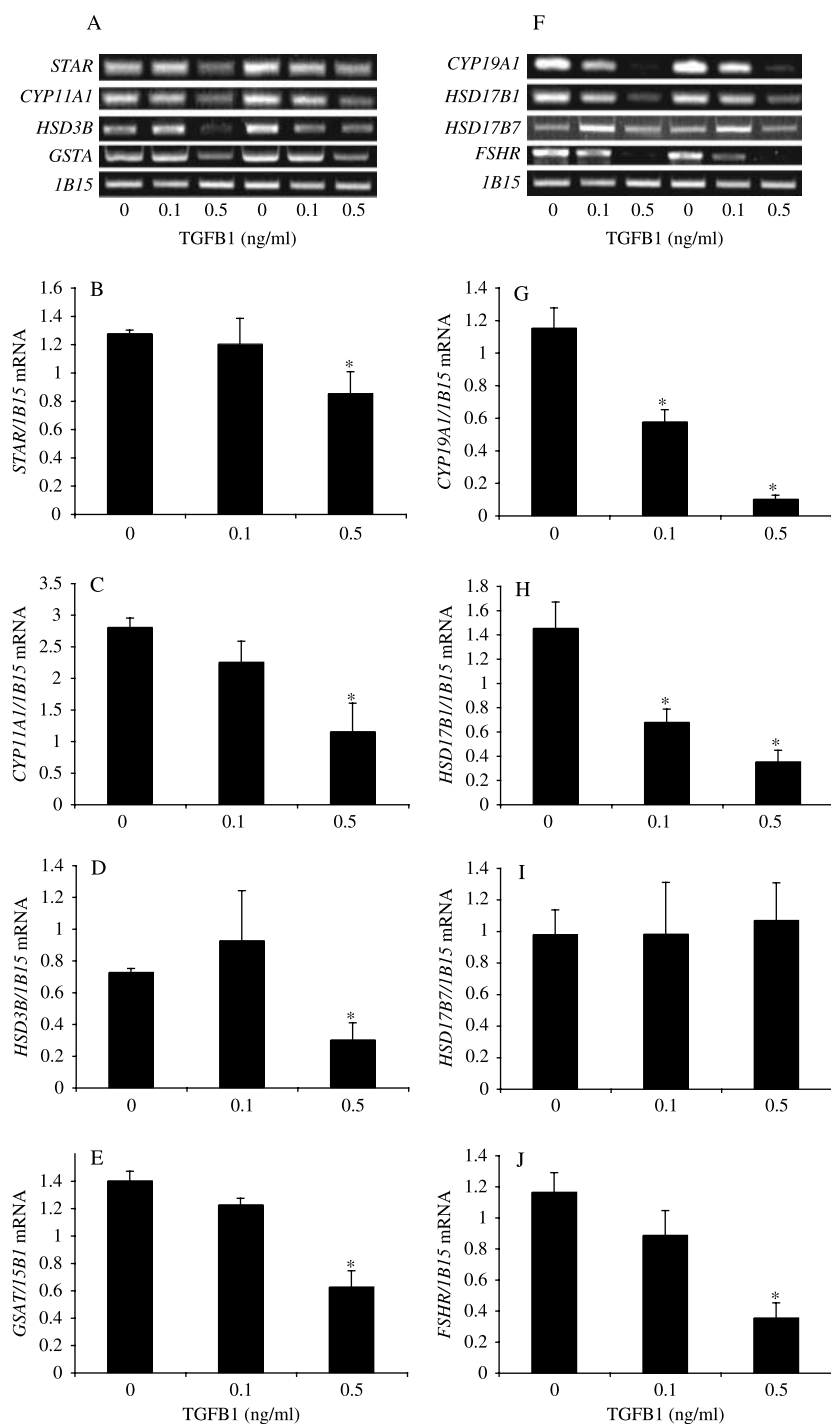 A
STAR
CYP11A1
HSD3B
GSTA
1B15
0 0.1 0.5 0 0.1 0.5
TGFB1 (ng/ml)
F
CYP19A1
HSD17B1
HSD17B7
FSHR
1B15
0 0.1 0.5 0 0.1 0.5
TGFB1 (ng/ml)
B
STAR/1B15 mRNA
1.6
1.4
1.2
1
0.8
0.6
0.4
0.2
0
*
0 0.1 0.5
G
CYP19A1/1B15 mRNA
1.4
1.2
1
0.8
0.6
0.4
0.2
0
*
*
0 0.1 0.5
C
CYP11A1/1B15 mRNA
3.5
3
2.5
2
1.5
1
0.5
0
*
0 0.1 0.5
H
HSD17B1/1B15 mRNA
1.8
1.6
1.4
1.2
1
0.8
0.6
0.4
0.2
0
*
*
0 0.1 0.5
D
HSD3B/1B15 mRNA
1.4
1.2
1
0.8
0.6
0.4
0.2
0
*
0 0.1 0.5
I
HSD17B7/1B15 mRNA
1.4
1.2
1
0.8
0.6
0.4
0.2
0
0 0.1 0.5
E
GSAT/15B1 mRNA
1.4
1.2
1
0.8
0.6
0.4
0.2
0
*
0 0.1 0.5
TGFB1 (ng/ml)
J
FSHR/1B15 mRNA
1.4
1.2
1
0.8
0.6
0.4
0.2
0
*
0 0.1 0.5
TGFB1 (ng/ml)